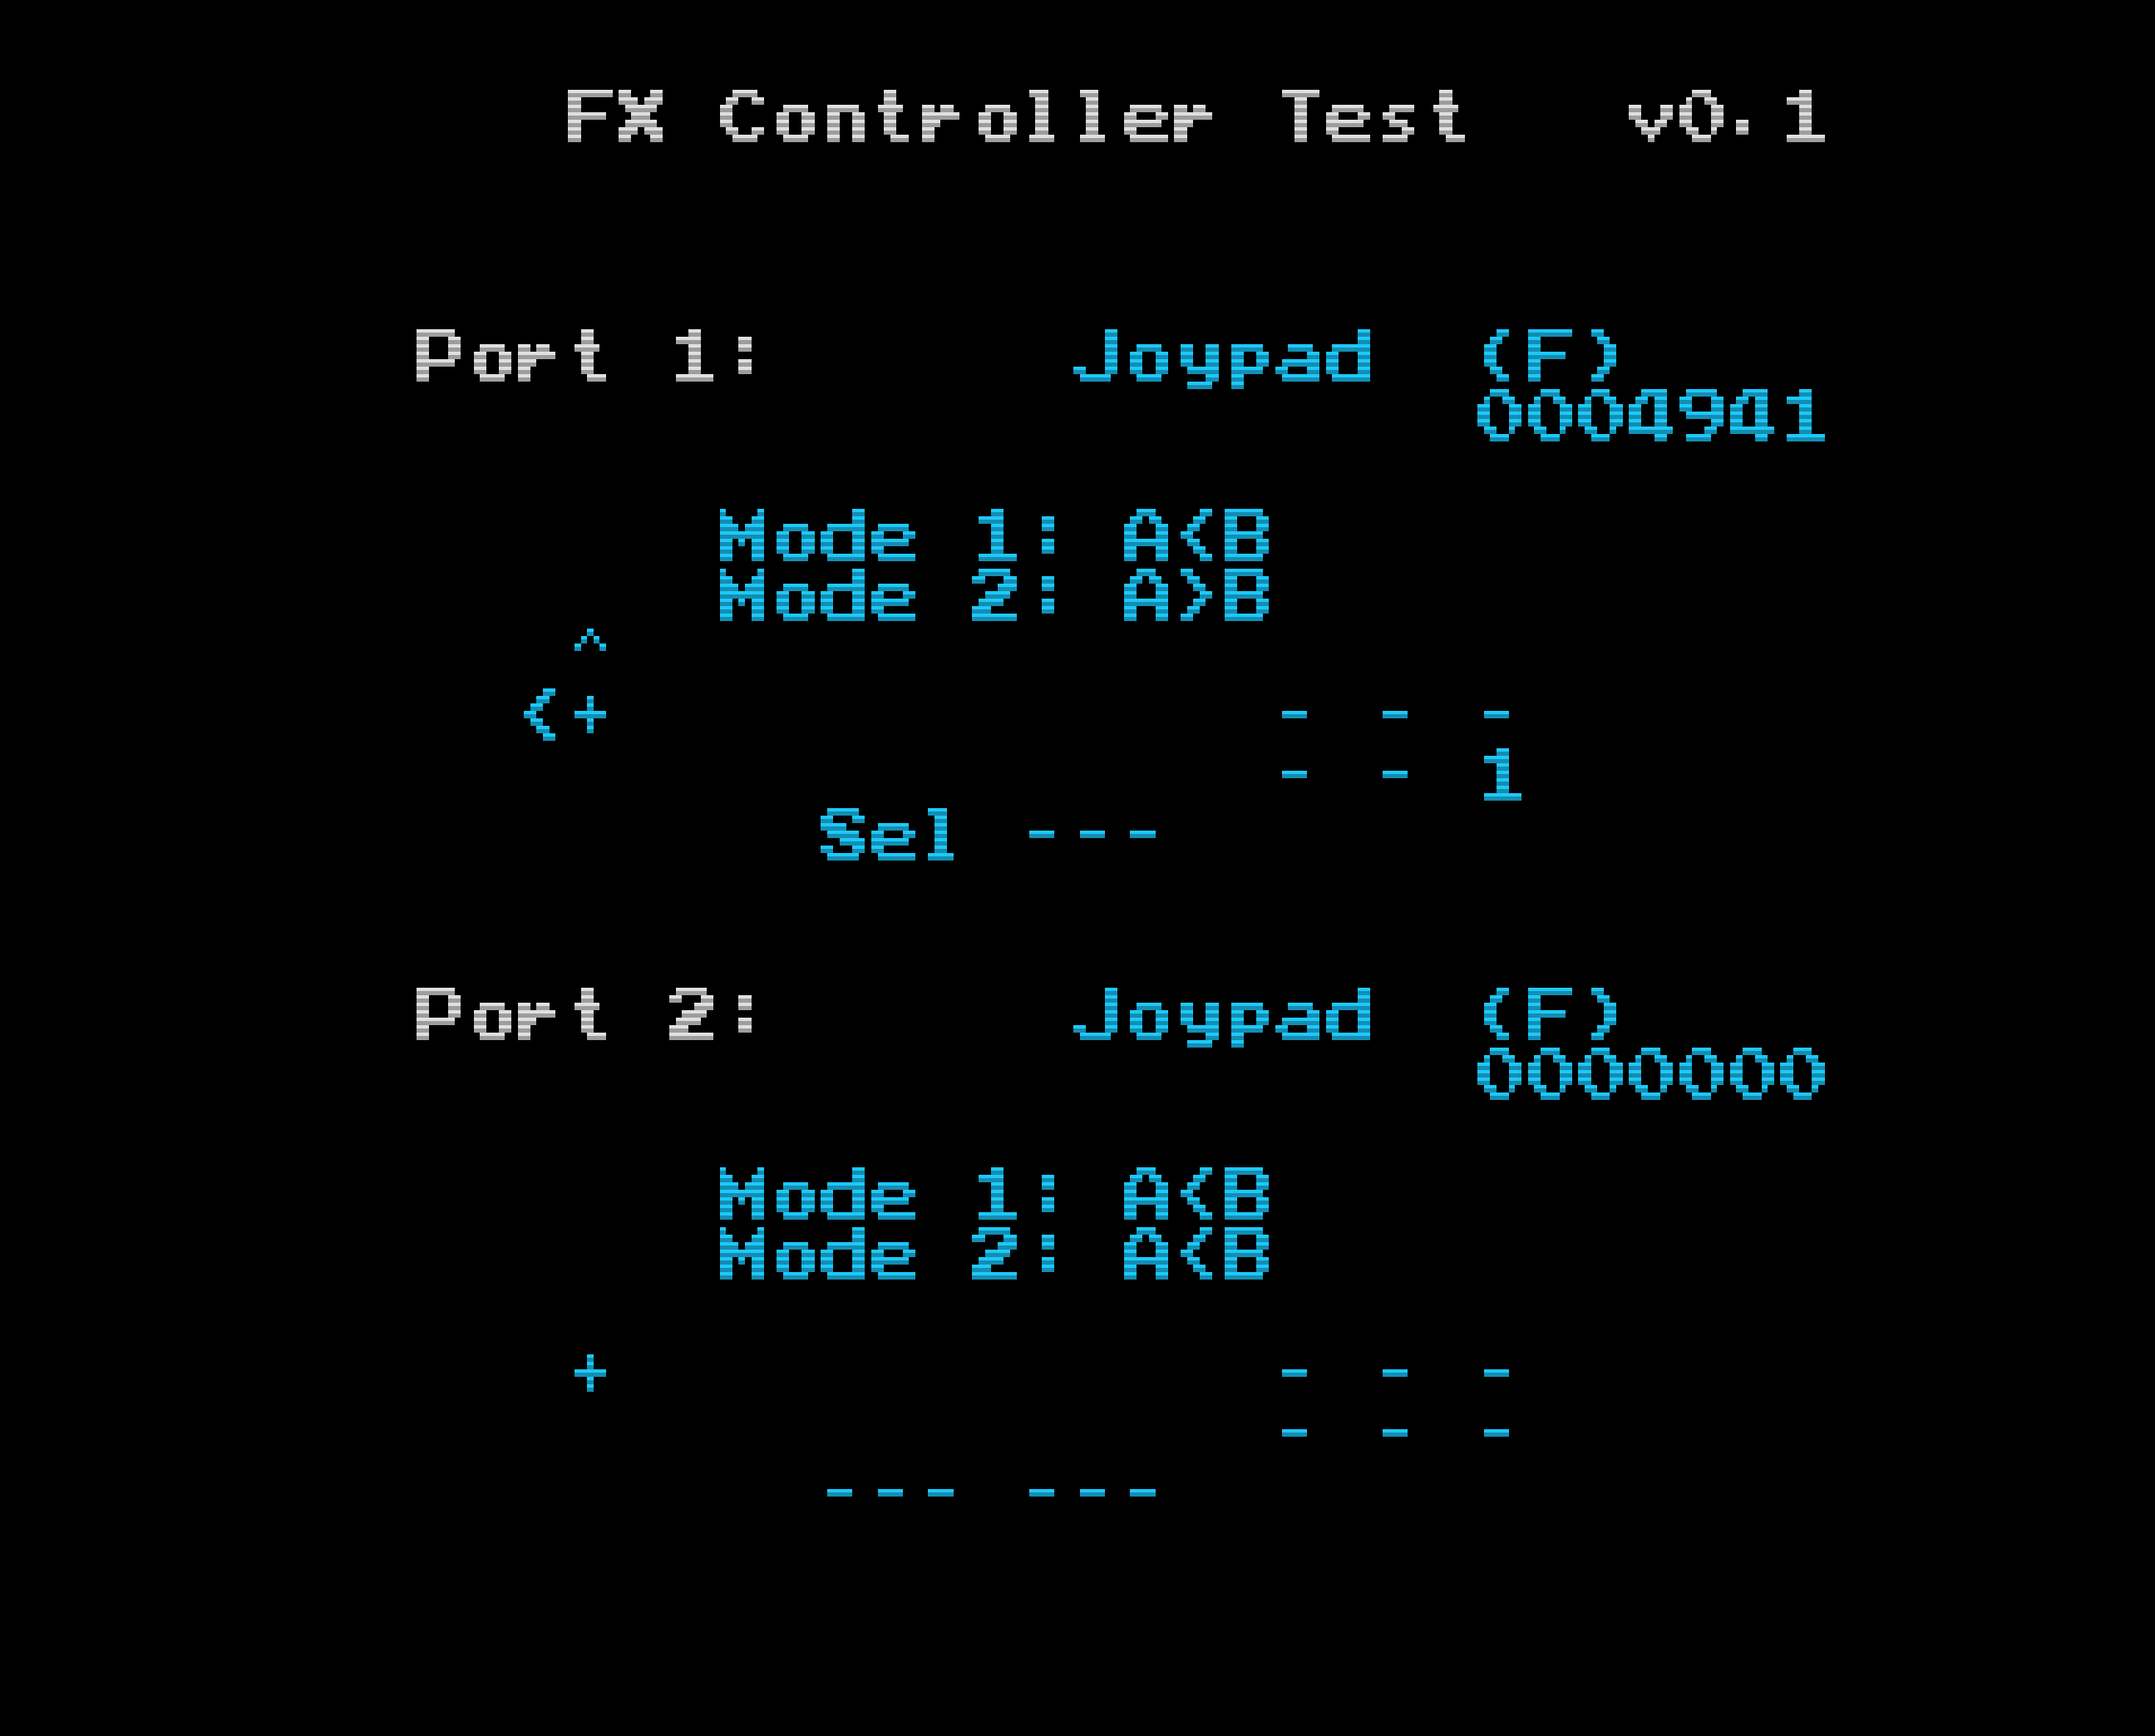 FX Controller Test v0.1
Port 1: Joypad (F)
0004941
Mode 1: A<B
Mode 2: A>B
^
<+ - - -
- - 1
Sel ---
Port 2: Joypad (F)
0000000
Mode 1: A<B
Mode 2: A<B
+ - - -
- - -
--- ---